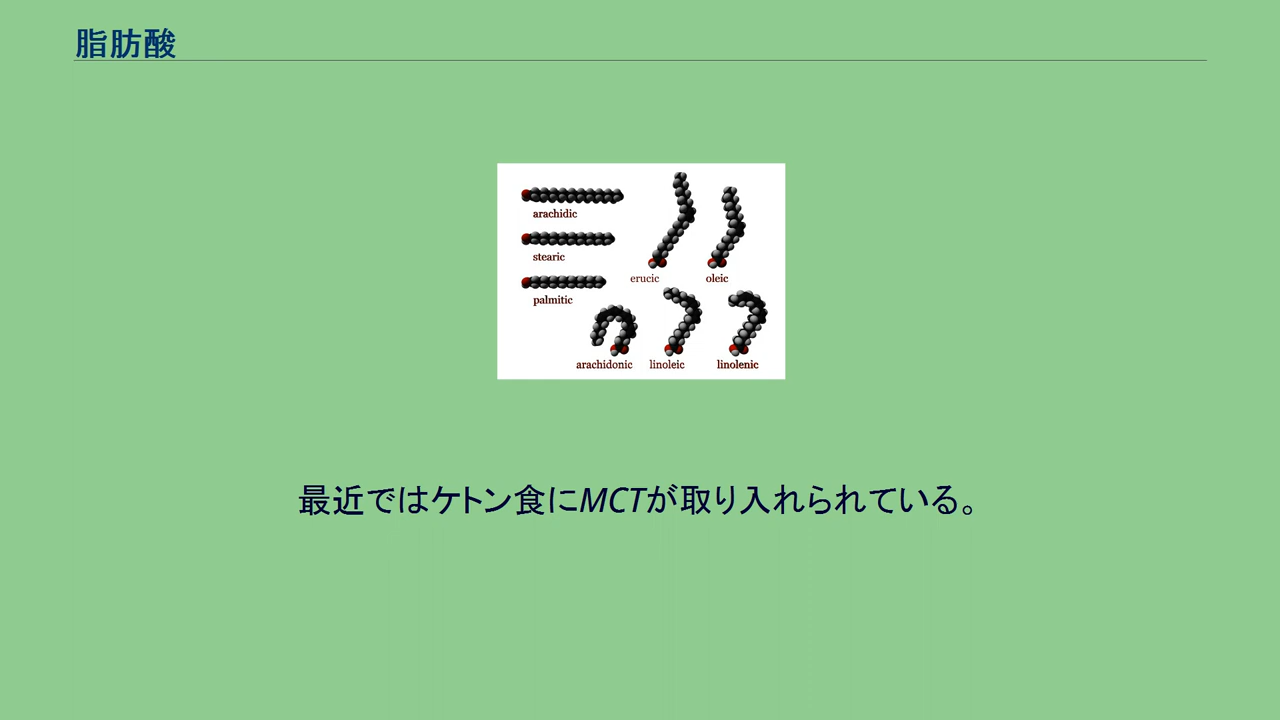 脂肪酸
arachidic
stearic
palmitic
erucic
oleic
arachidonic
linoleic
linolenic
最近ではケトン食にMCTが取り入れられている。